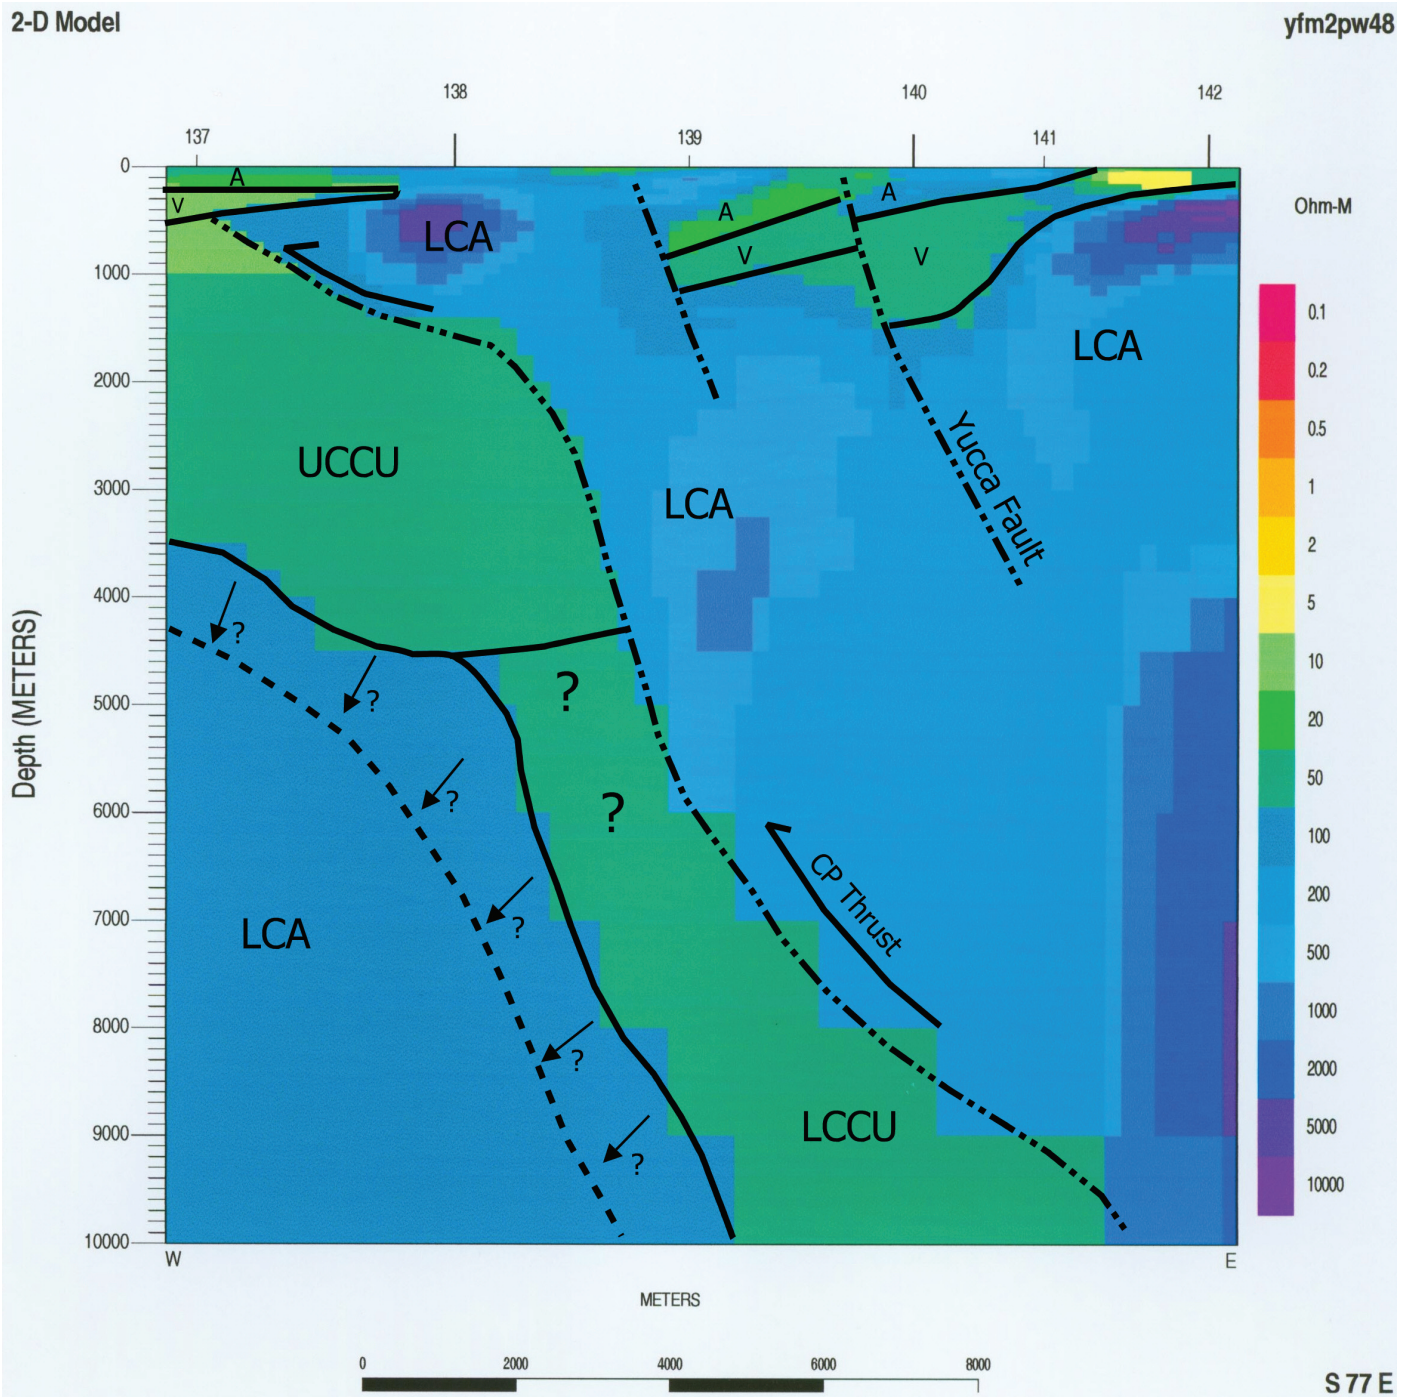 2-D Model
yfm2pw48
138
140
142
137
139
141
0
1000
2000
3000
4000
5000
6000
7000
8000
9000
10000
Depth (METERS)
A
V
LCA
A
V
A
V
LCA
UCCU
LCA
Yucca Fault
?
?
?
?
?
?
CP Thrust
LCA
?
?
LCCU
?
W
E
METERS
0
2000
4000
6000
8000
S 77 E
Ohm-M
0.1
0.2
0.5
1
2
5
10
20
50
100
200
500
1000
2000
5000
10000